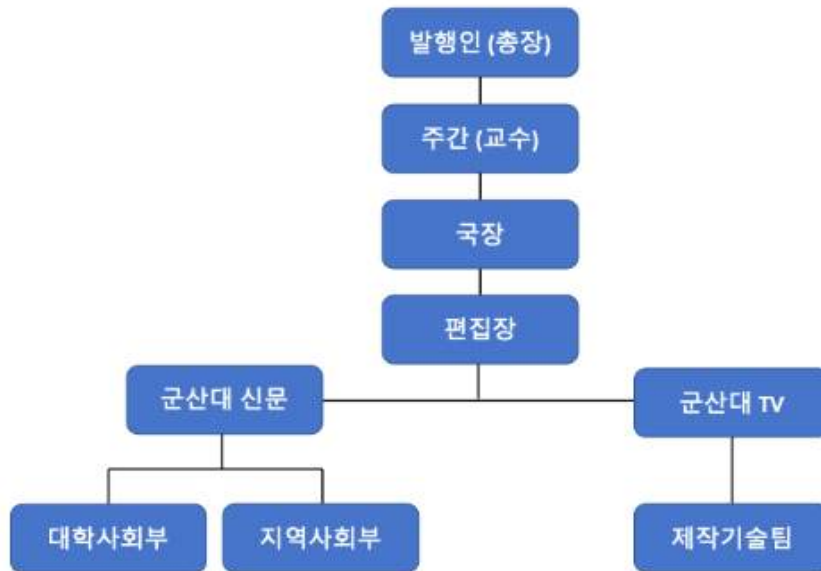 발행인 (총장)
주간 (교수)
국장
편집장
군산대 신문
군산대 TV
대학사회부
지역사회부
제작기술팀